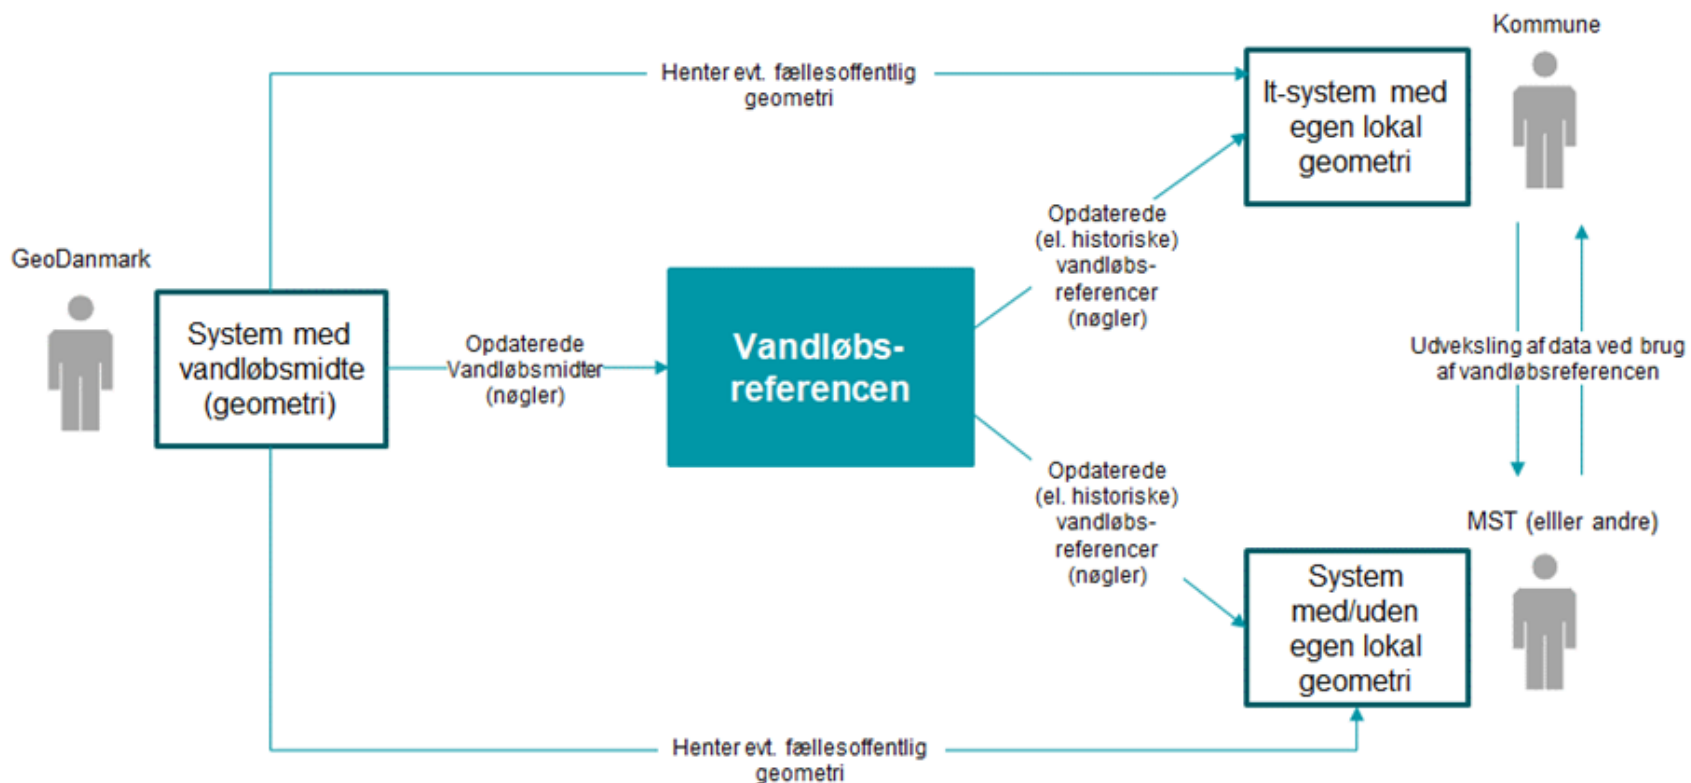 Kommune
Henter evt. fællesoffentlig
geometri
It-system med
egen lokal
geometri
GeoDanmark
System med
vandløbsmidte
(geometri)
Opdaterede
Vandløbsmidter
(nøgler)
Vandløbs-
referencen
Opdaterede
(el. historiske)
vandløbs-
referencer
(nøgler)
Udveksling af data ved brug
af vandløbsreferencen
Opdaterede
(el. historiske)
vandløbs-
referencer
(nøgler)
MST (elller andre)
System
med/uden
egen lokal
geometri
Henter evt. fællesoffentlig
geometri